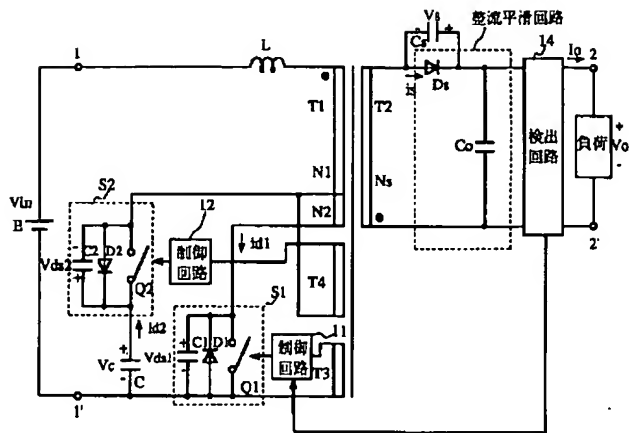 Vs
Cs
整流平滑回路
14
Io
1
L
2
is
Ds
T1
T2
検出
回路
負荷
+
Vo
-
Co
N1
Ns
S2
12
N2
Vin
B
id1
C2
D2
制御
回路
Vds2
Q2
T4
S1
11
id2
+
Vc
-
C
Vds1
C1
D1
Q1
制御
回路
T3
1'
2'